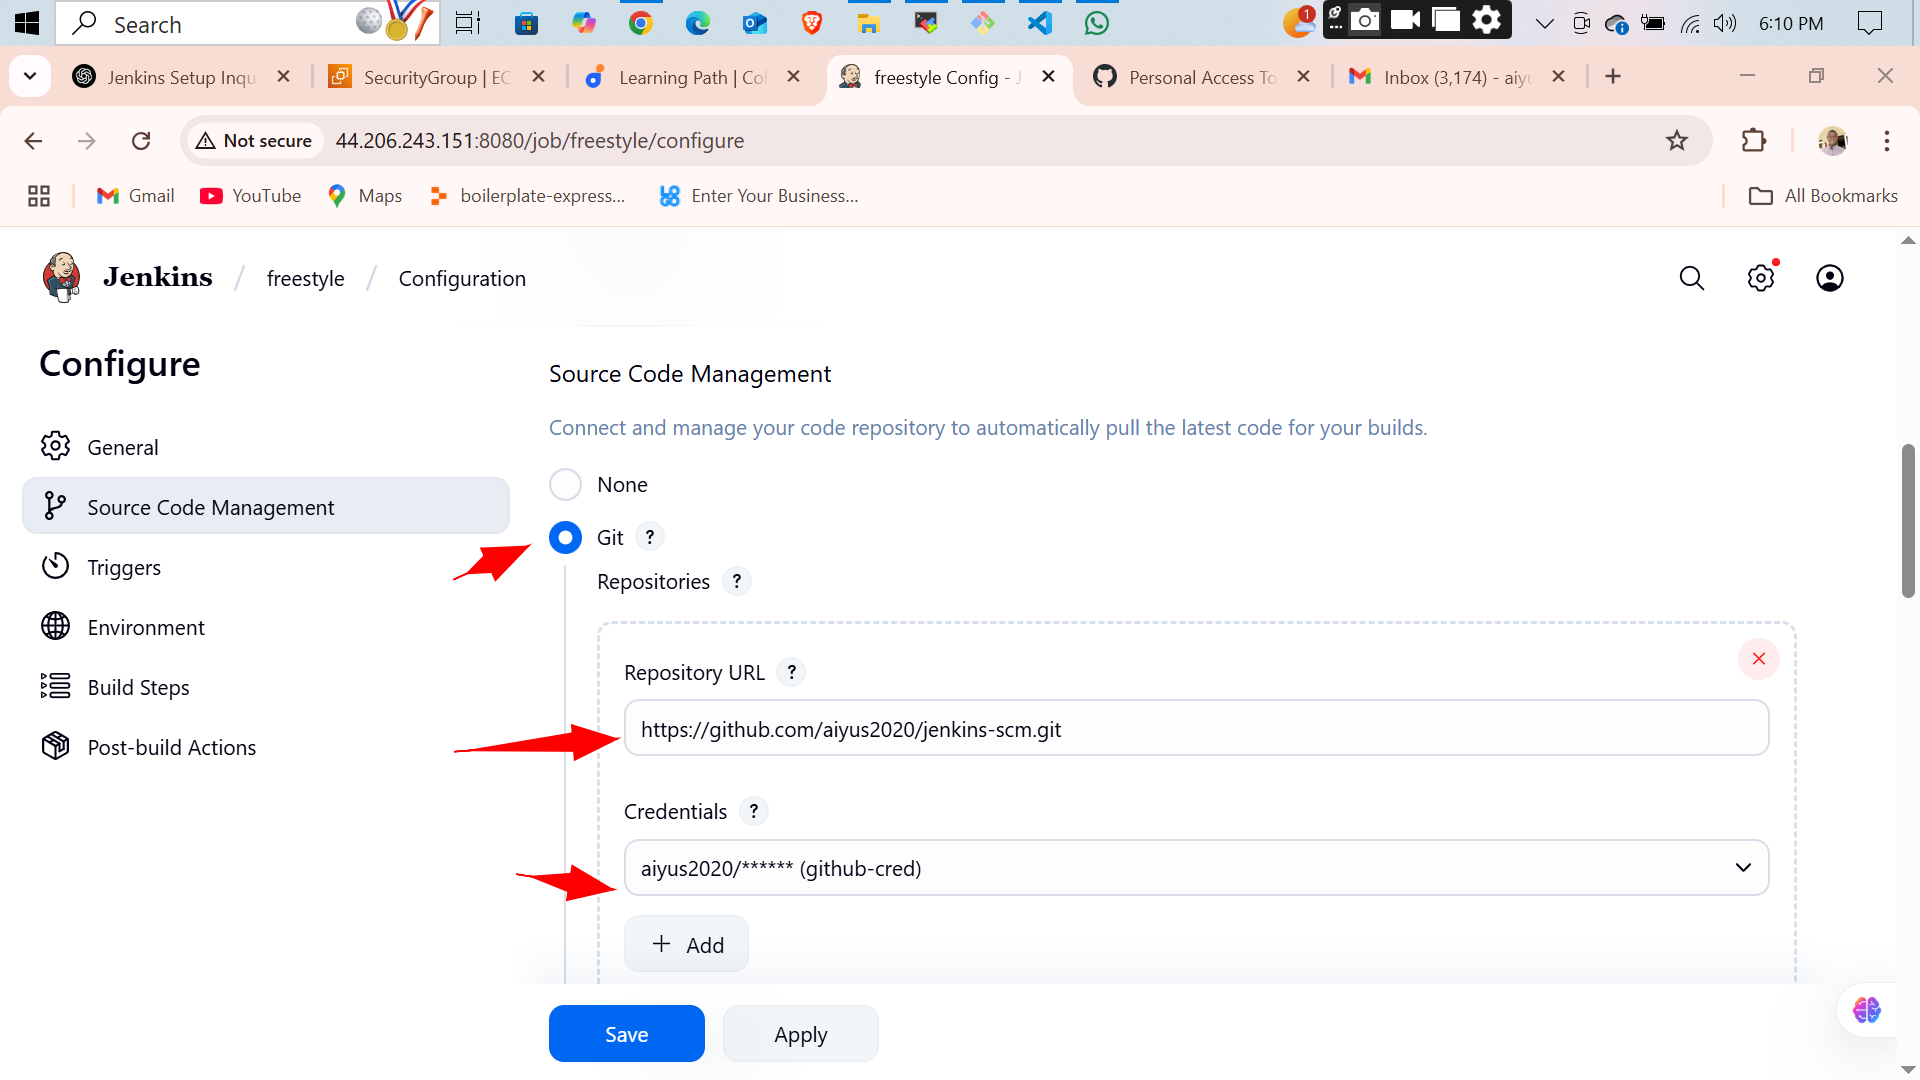 Search
1
6:10 PM
Jenkins Setup Inqu
SecurityGroup | EC
Learning Path | Col
freestyle Config - J
Personal Access To
Inbox (3,174) - aiyu
Not secure
44.206.243.151:8080/job/freestyle/configure
Gmail
YouTube
Maps
boilerplate-express...
Enter Your Business...
All Bookmarks
Jenkins / freestyle / Configuration
Configure
General
Source Code Management
Triggers
Environment
Build Steps
Post-build Actions
Source Code Management
Connect and manage your code repository to automatically pull the latest code for your builds.
None
Git ?
Repositories ?
Repository URL ?
https://github.com/aiyus2020/jenkins-scm.git
Credentials ?
aiyus2020/****** (github-cred)
+ Add
Save
Apply